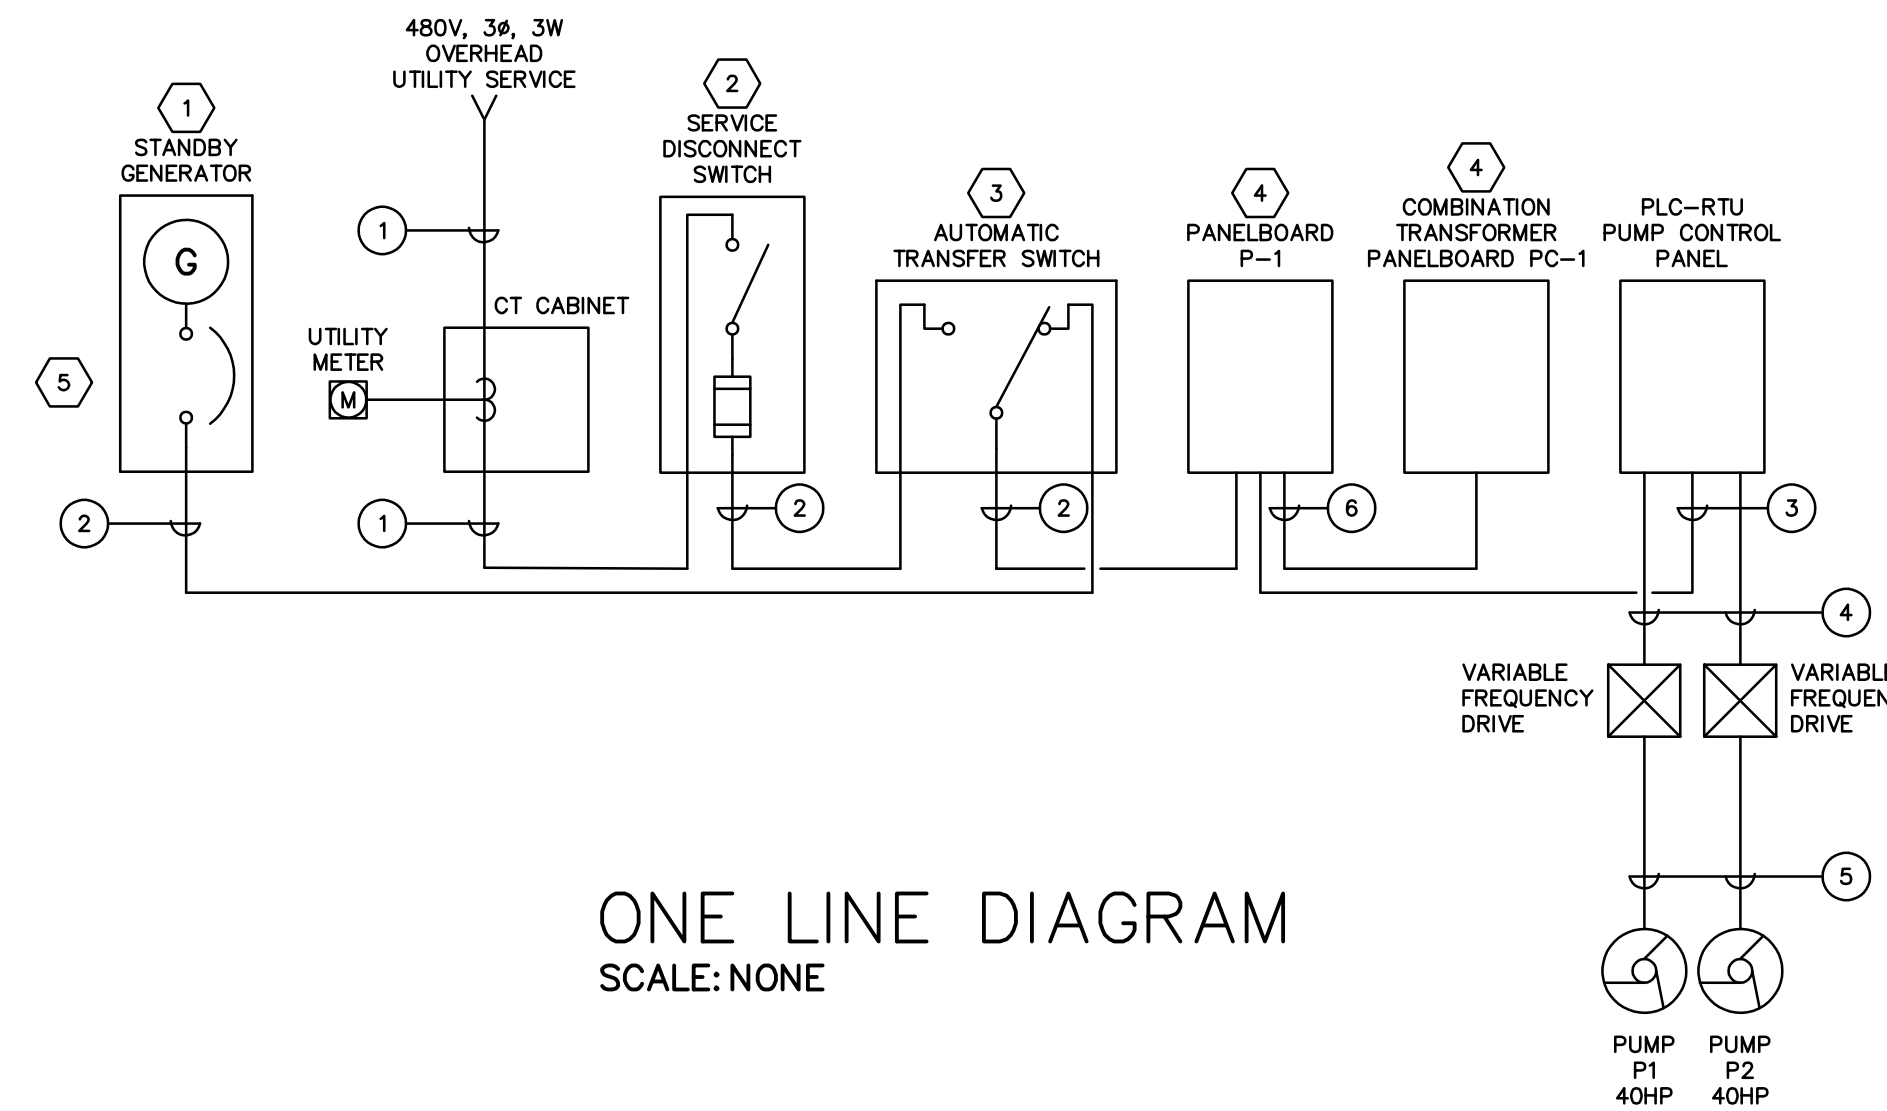 480V, 3ø, 3W
OVERHEAD
UTILITY SERVICE
1
STANDBY
GENERATOR
G
5
2
1
UTILITY
METER
M
CT CABINET
1
2
SERVICE
DISCONNECT
SWITCH
2
3
AUTOMATIC
TRANSFER SWITCH
2
4
PANELBOARD
P-1
6
4
COMBINATION
TRANSFORMER
PANELBOARD PC-1
PLC-RTU
PUMP CONTROL
PANEL
3
4
VARIABLE
FREQUENCY
DRIVE
VARIABLE
FREQUEN
DRIVE
5
PUMP
P1
40HP
PUMP
P2
40HP
ONE LINE DIAGRAM
SCALE: NONE